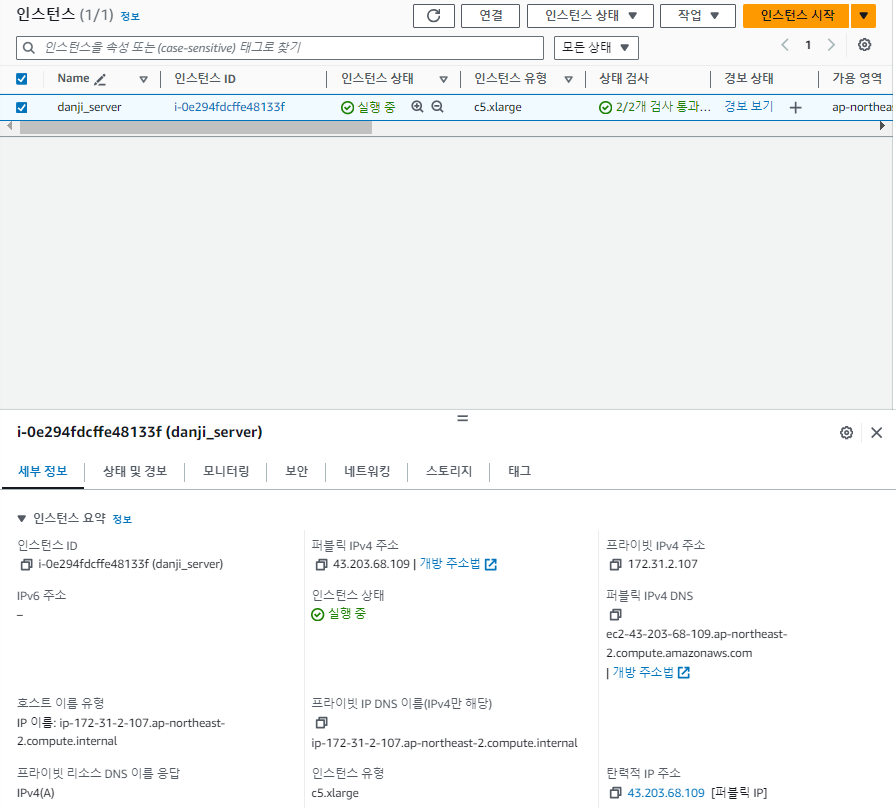 인스턴스 (1/1) 정보
연결
인스턴스 상태
작업
인스턴스 시작
인스턴스을 속성 또는 (case-sensitive) 태그로 찾기
모든 상태
1
Name 인스턴스 ID 인스턴스 상태 인스턴스 유형 상태 검사 경보 상태 가용 영역
danji_server i-0e294fdcffe48133f 실행 중 c5.xlarge 2/2개 검사 통과... 경보 보기 + ap-northeas
i-0e294fdcffe48133f (danji_server)
세부 정보 상태 및 경보 모니터링 보안 네트워킹 스토리지 태그
인스턴스 요약 정보
인스턴스 ID
i-0e294fdcffe48133f (danji_server)
퍼블릭 IPv4 주소
43.203.68.109 | 개방 주소법
프라이빗 IPv4 주소
172.31.2.107
IPv6 주소
–
인스턴스 상태
실행 중
퍼블릭 IPv4 DNS
ec2-43-203-68-109.ap-northeast-
2.compute.amazonaws.com
| 개방 주소법
호스트 이름 유형
IP 이름: ip-172-31-2-107.ap-northeast-
2.compute.internal
프라이빗 IP DNS 이름(IPv4만 해당)
ip-172-31-2-107.ap-northeast-2.compute.internal
프라이빗 리소스 DNS 이름 응답
IPv4(A)
인스턴스 유형
c5.xlarge
탄력적 IP 주소
43.203.68.109 [퍼블릭 IP]